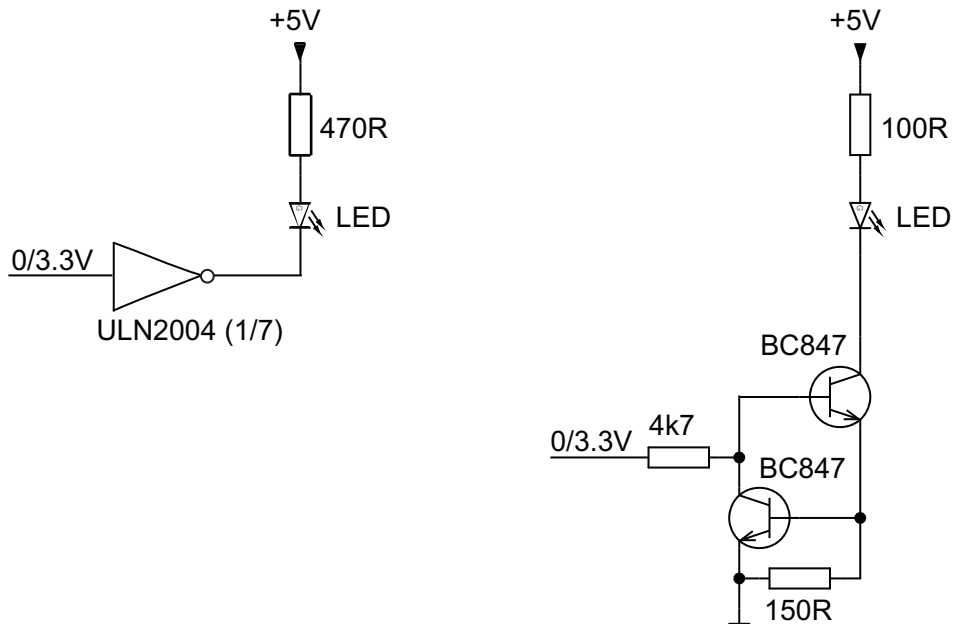 +5V
470R
LED
0/3.3V
ULN2004 (1/7)
+5V
100R
LED
BC847
4k7
0/3.3V
BC847
150R